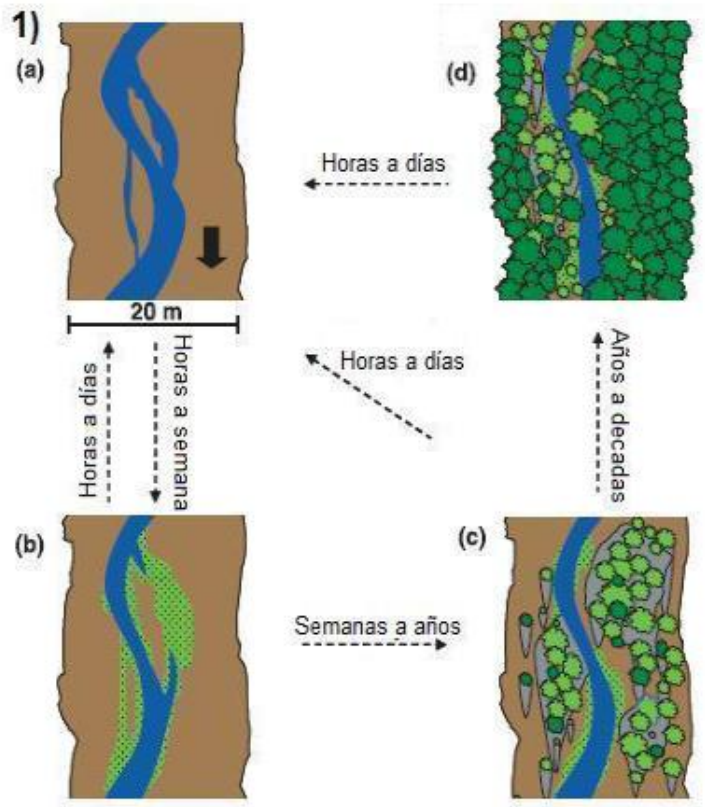 1)
(a)
(d)
Horas a días
20 m
Horas a días
Horas a semana
Horas a días
Años a decadas
(b)
(c)
Semanas a años